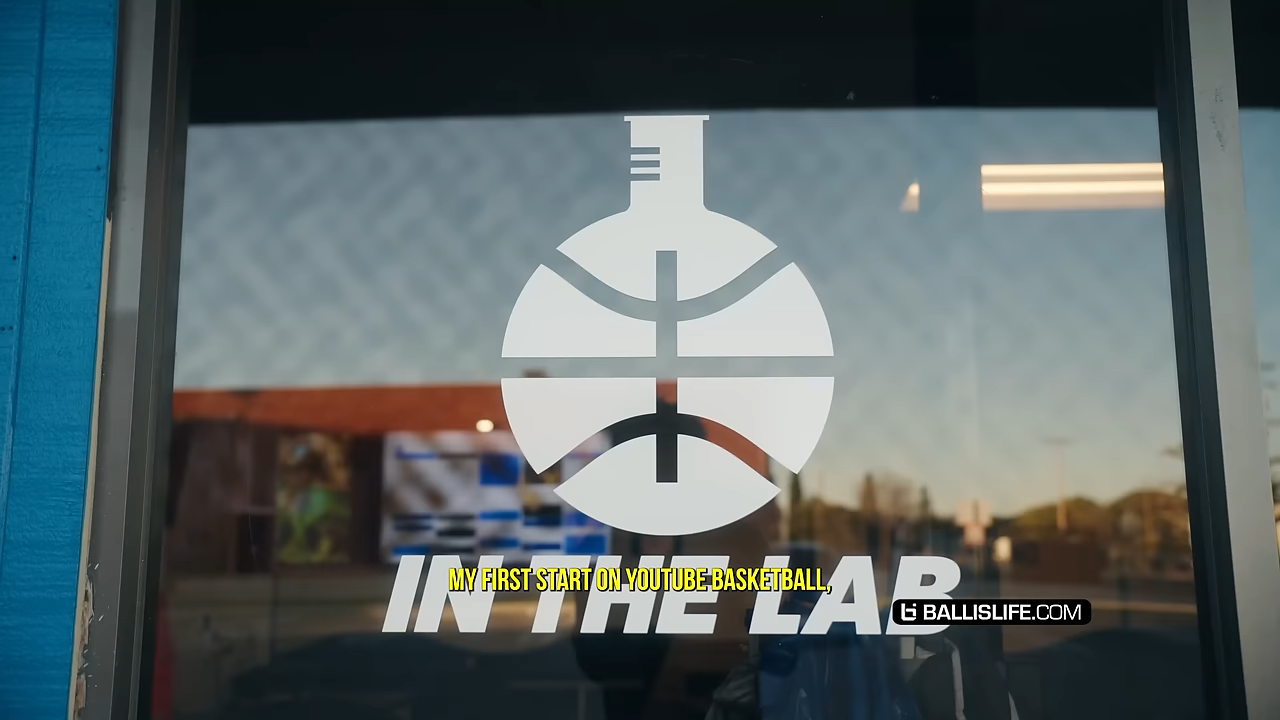 IN THE LAB
MY FIRST START ON YOUTUBE BASKETBALL,
BALLISLIFE.COM